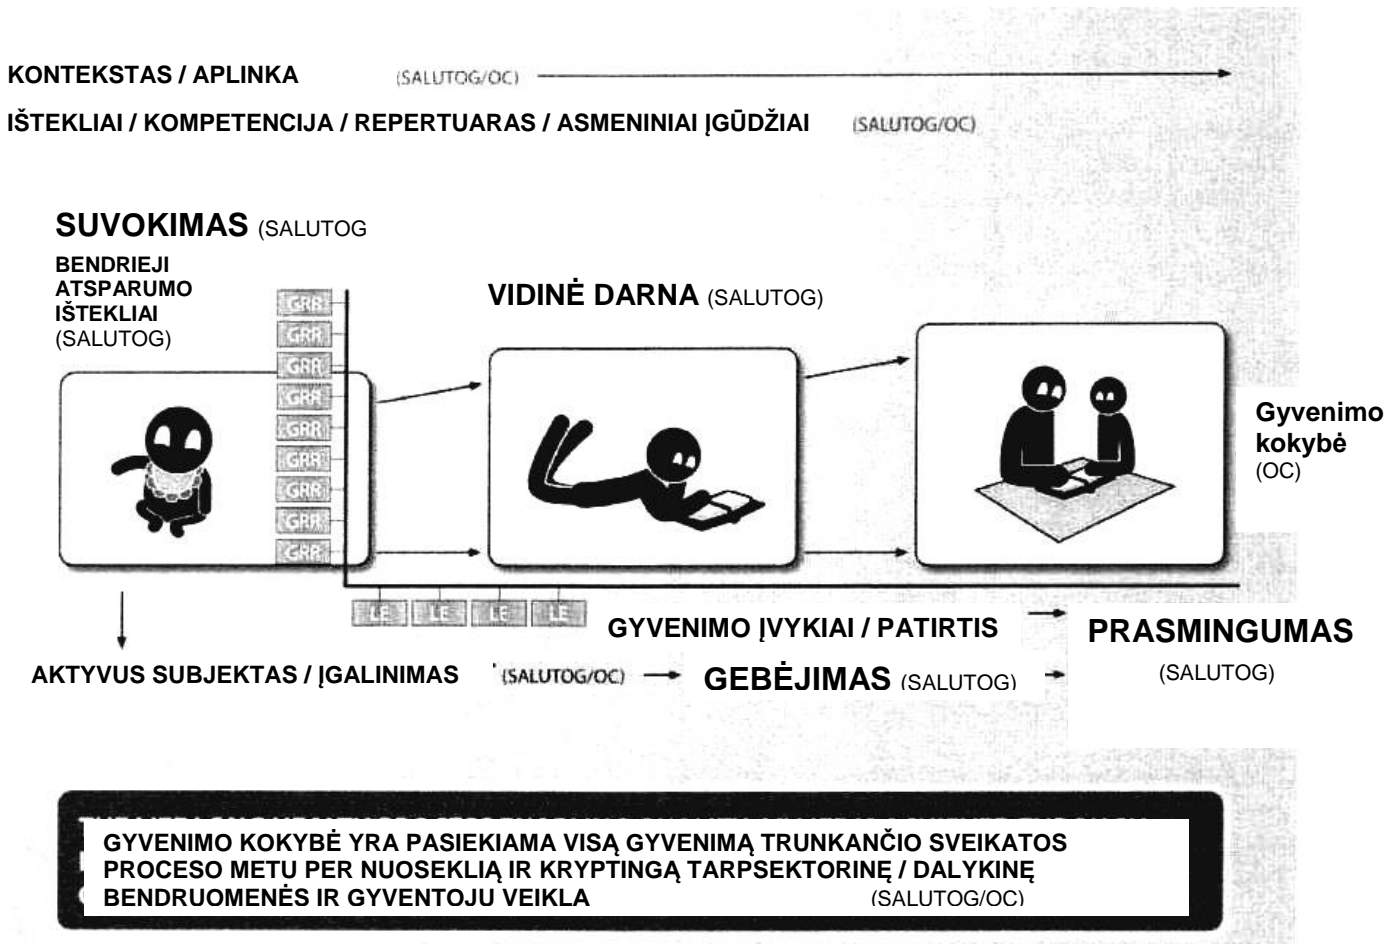 KONTEKSTAS / APLINKA (SALUTOG/OC)
IŠTEKLIAI / KOMPETENCIJA / REPERTUARAS / ASMENINIAI ĮGŪDŽIAI (SALUTOG/OC)
SUVOKIMAS (SALUTOG
BENDRIEJI
ATSPARUMO
IŠTEKLIAI
(SALUTOG)
GRR
GRR
GRR
GRR
GRR
GRR
GRR
GRR
GRR
VIDINĖ DARNA (SALUTOG)
Gyvenimo
kokybė
(OC)
LE LE LE LE
GYVENIMO ĮVYKIAI / PATIRTIS
PRASMINGUMAS
(SALUTOG)
AKTYVUS SUBJEKTAS / ĮGALINIMAS (SALUTOG/OC) GEBĖJIMAS (SALUTOG)
GYVENIMO KOKYBĖ YRA PASIEKIAMA VISĄ GYVENIMĄ TRUNKANČIO SVEIKATOS
PROCESO METU PER NUOSEKLIĄ IR KRYPTINGĄ TARPSEKTORINĘ / DALYKINĘ
BENDRUOMENĖS IR GYVENTOJU VEIKLA (SALUTOG/OC)